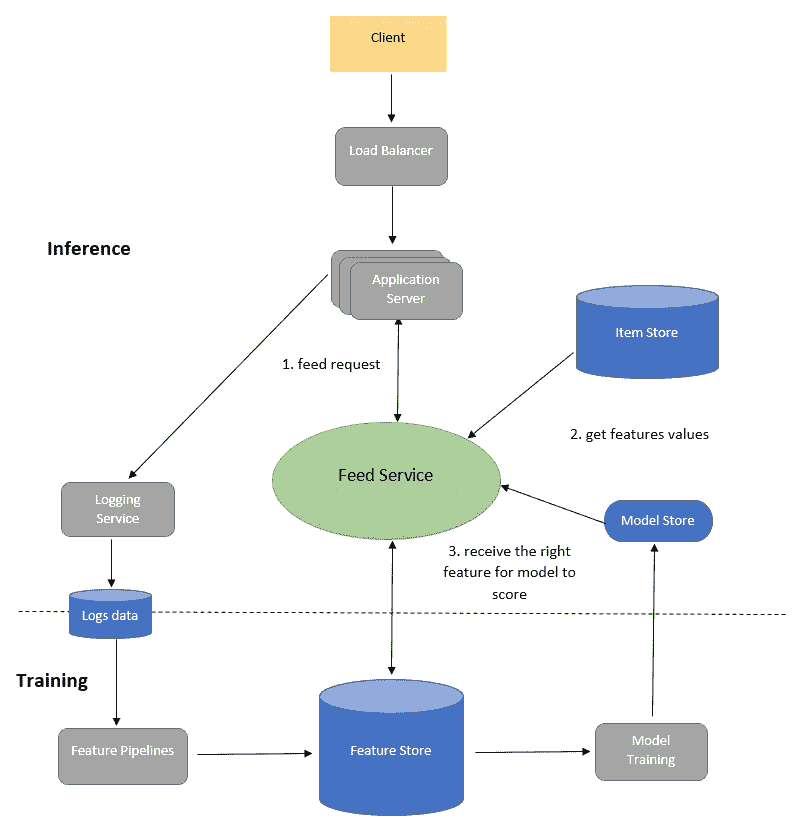 Client
Load Balancer
Inference
Application
Server
Item Store
1. feed request
2. get features values
Feed Service
Logging
Service
Model Store
3. receive the right
feature for model to
score
Logs data
Training
Feature Pipelines
Feature Store
Model
Training